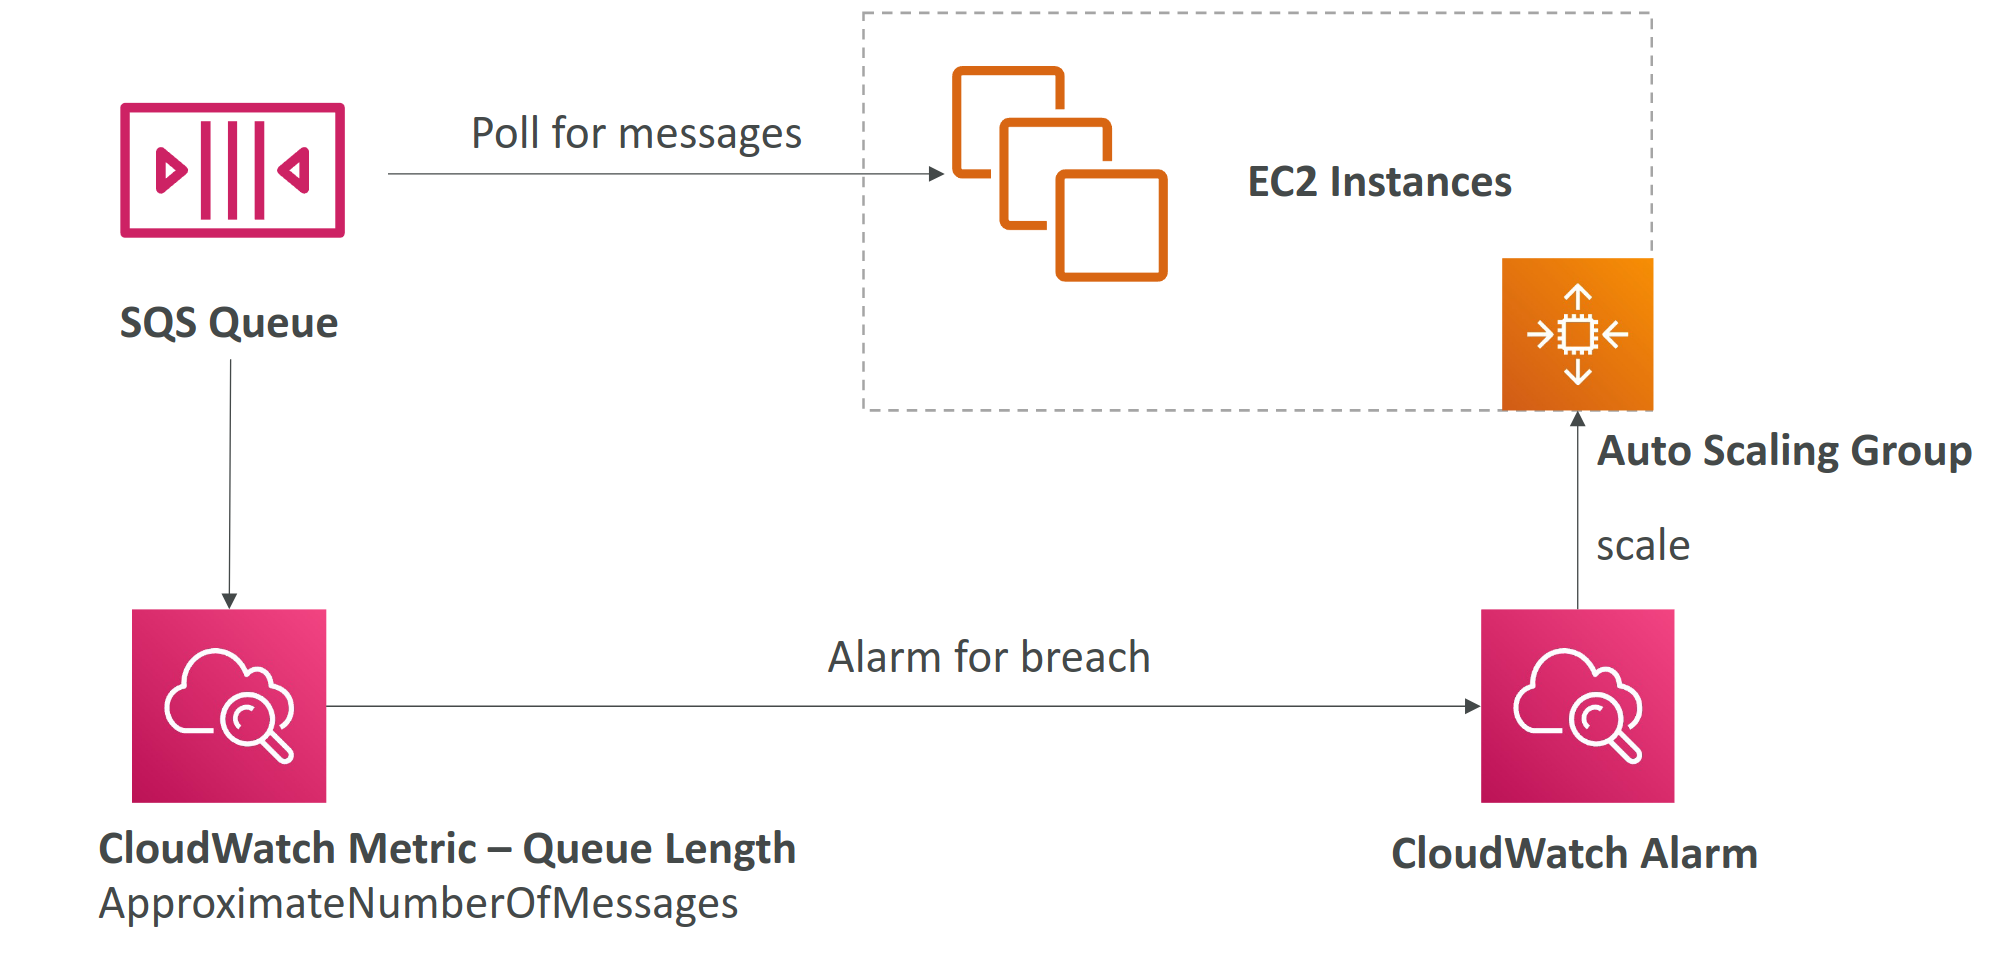 Poll for messages
EC2 Instances
SQS Queue
Auto Scaling Group
scale
Alarm for breach
CloudWatch Metric – Queue Length
ApproximateNumberOfMessages
CloudWatch Alarm